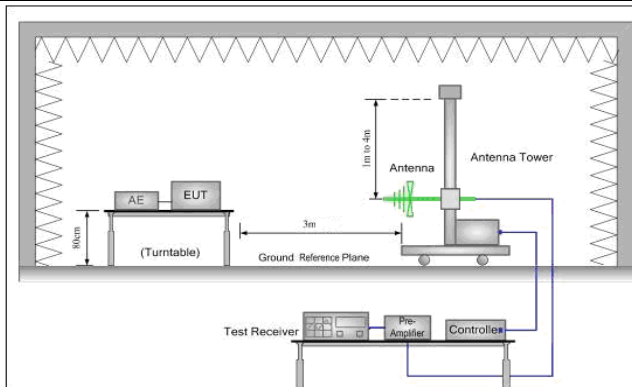 1m to 4m
Antenna
Antenna Tower
AE
EUT
80cm
(Turntable)
3m
Ground Reference Plane
Test Receiver
Pre-
Amplifier
Controller